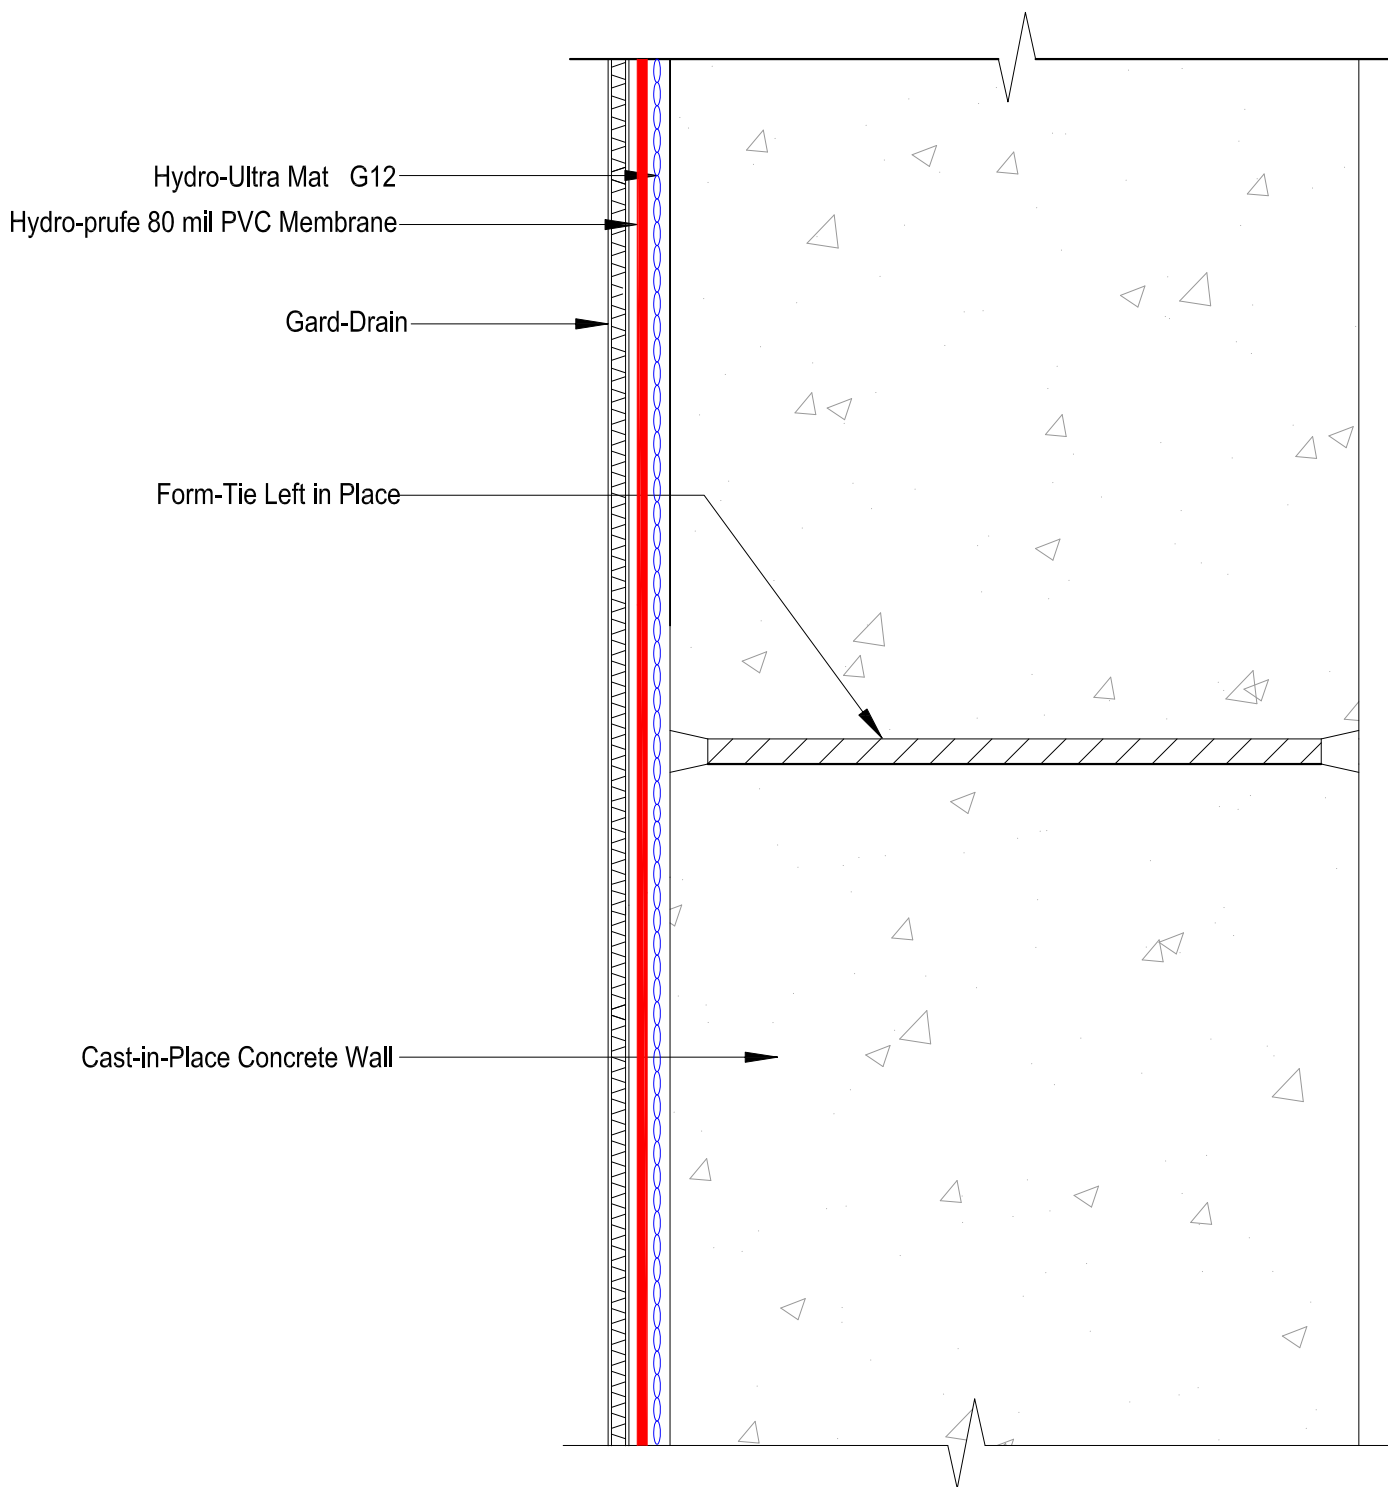 Hydro-Ultra Mat G12
Hydro-prufe 80 mil PVC Membrane
Gard-Drain
Form-Tie Left in Place
Cast-in-Place Concrete Wall